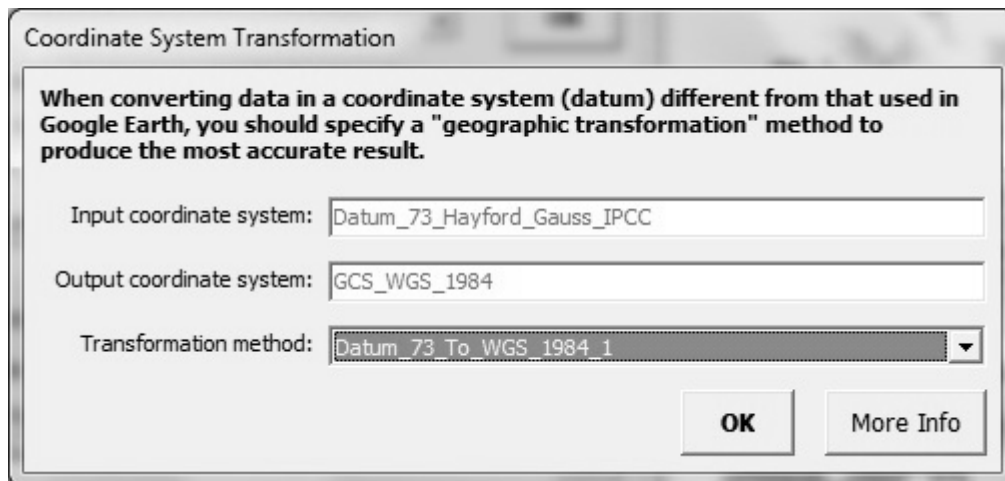 Coordinate System Transformation
When converting data in a coordinate system (datum) different from that used in
Google Earth, you should specify a "geographic transformation" method to
produce the most accurate result.
Input coordinate system: Datum_73_Hayford_Gauss_IPCC
Output coordinate system: GCS_WGS_1984
Transformation method: Datum_73_To_WGS_1984_1
OK More Info